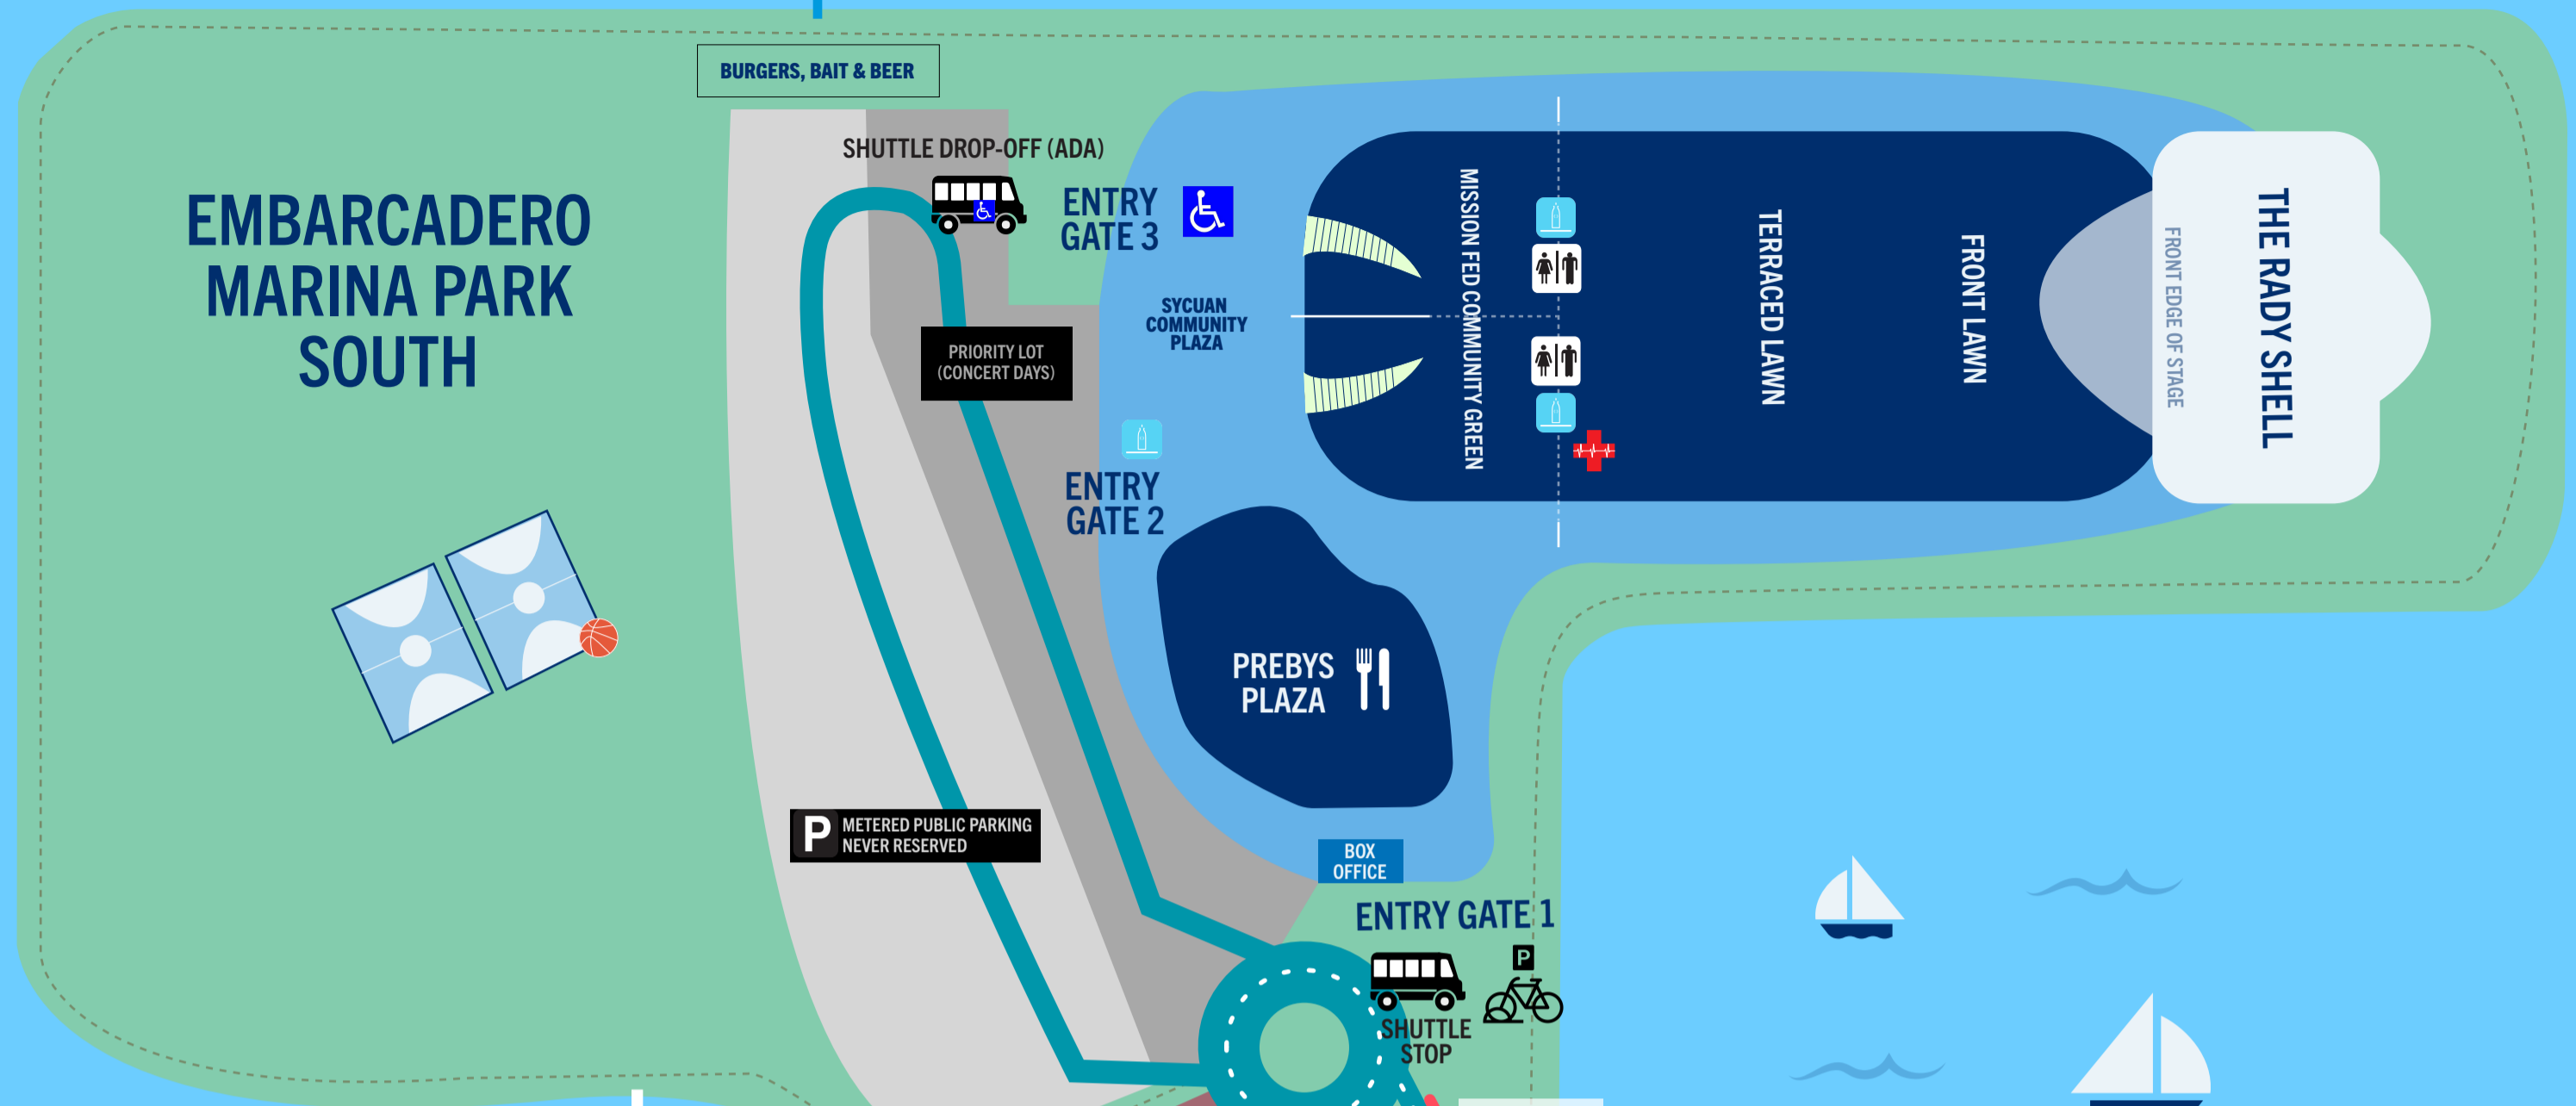 BURGERS, BAIT & BEER
SHUTTLE DROP-OFF (ADA)
EMBARCADERO
MARINA PARK
SOUTH
ENTRY
GATE 3
SYCUAN
COMMUNITY
PLAZA
PRIORITY LOT
(CONCERT DAYS)
ENTRY
GATE 2
MISSION FED COMMUNITY GREEN
TERRACED LAWN
FRONT LAWN
FRONT EDGE OF STAGE
THE RADY SHELL
PREBYS
PLAZA
P
METERED PUBLIC PARKING
NEVER RESERVED
BOX
OFFICE
ENTRY GATE 1
P
SHUTTLE
STOP